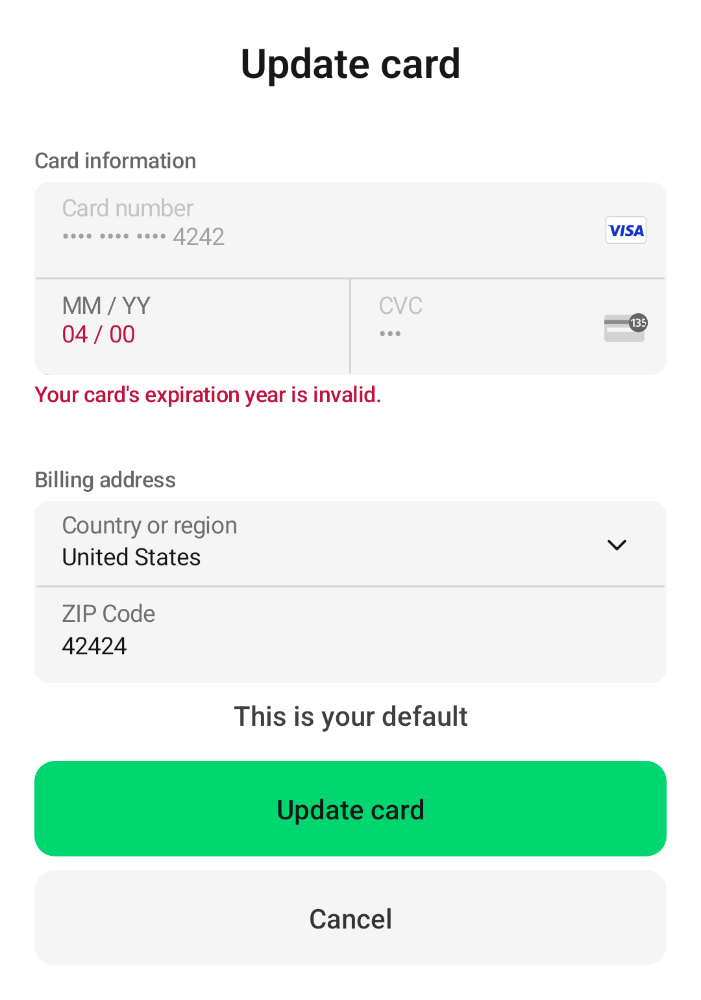 Update card
Card information
Card number
•••• •••• •••• 4242
VISA
MM / YY
04 / 00
CVC
•••
135
Your card's expiration year is invalid.
Billing address
Country or region
United States
ZIP Code
42424
This is your default
Update card
Cancel